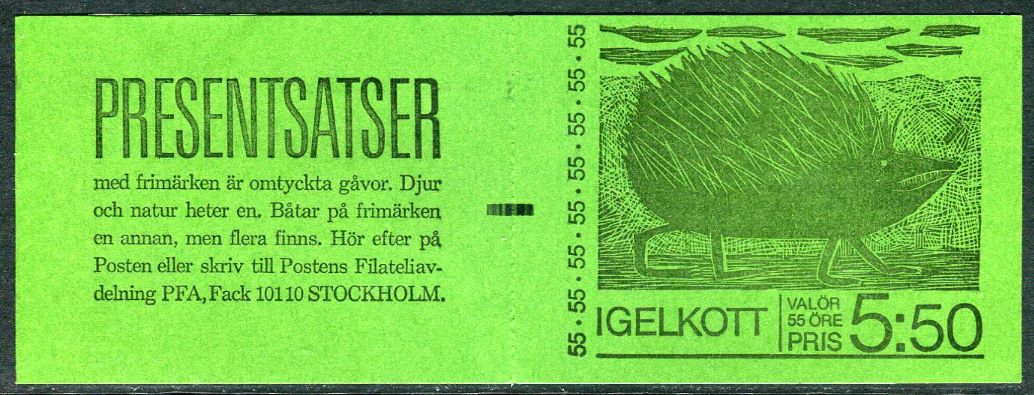 PRESENTSATSER
med frimärken är omtyckta gåvor. Djur
och natur heter en. Båtar på frimärken
en annan, men flera finns. Hör efter på
Posten eller skriv till Postens Filateliav-
delning PFA, Fack 101 10 STOCKHOLM.
55 · 55 · 55 · 55 · 55 · 55 · 55 · 55
IGELKOTT
VALÖR
55 ÖRE
PRIS
5:50